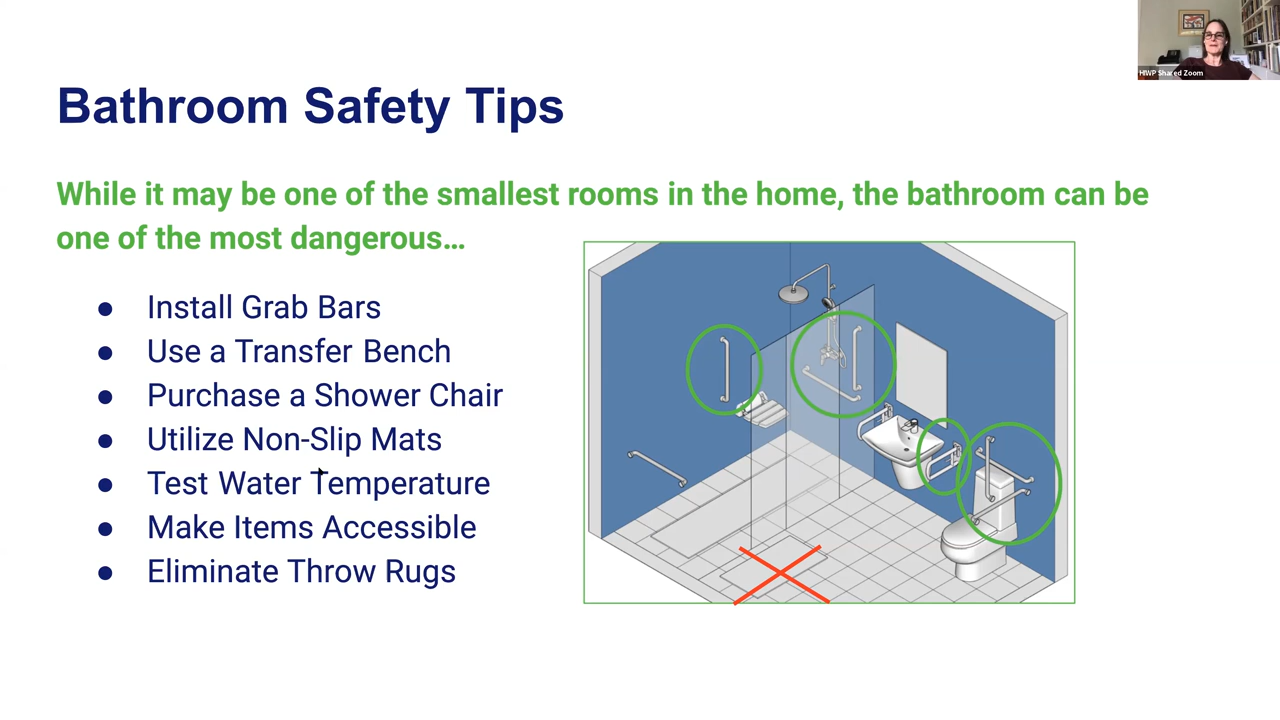 HWP Shared Zoom
Bathroom Safety Tips
While it may be one of the smallest rooms in the home, the bathroom can be
one of the most dangerous…
● Install Grab Bars
● Use a Transfer Bench
● Purchase a Shower Chair
● Utilize Non-Slip Mats
● Test Water Temperature
● Make Items Accessible
● Eliminate Throw Rugs